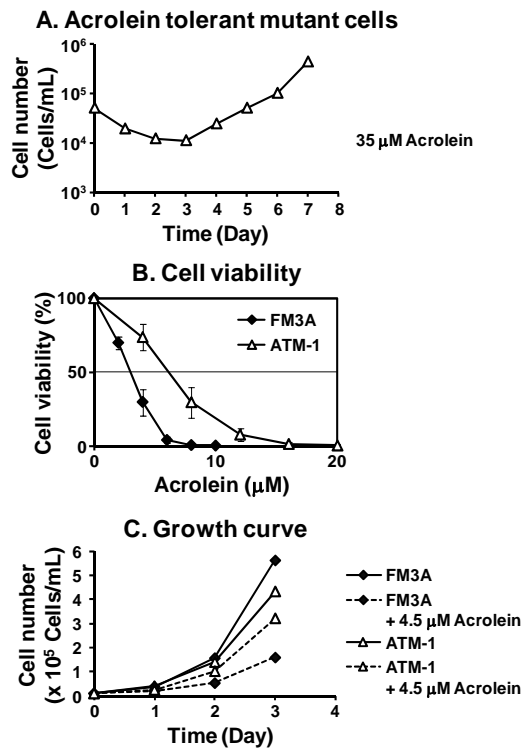 A. Acrolein tolerant mutant cells
Cell number
(Cells/mL)
10⁶
10⁵
10⁴
10³
0 1 2 3 4 5 6 7 8
Time (Day)
35 μM Acrolein
B. Cell viability
Cell viability (%)
100
50
0
0 10 20
Acrolein (μM)
FM3A
ATM-1
C. Growth curve
Cell number
(x 10⁵ Cells/mL)
6
5
4
3
2
1
0
0 1 2 3 4
Time (Day)
FM3A
FM3A
+ 4.5 μM Acrolein
ATM-1
ATM-1
+ 4.5 μM Acrolein